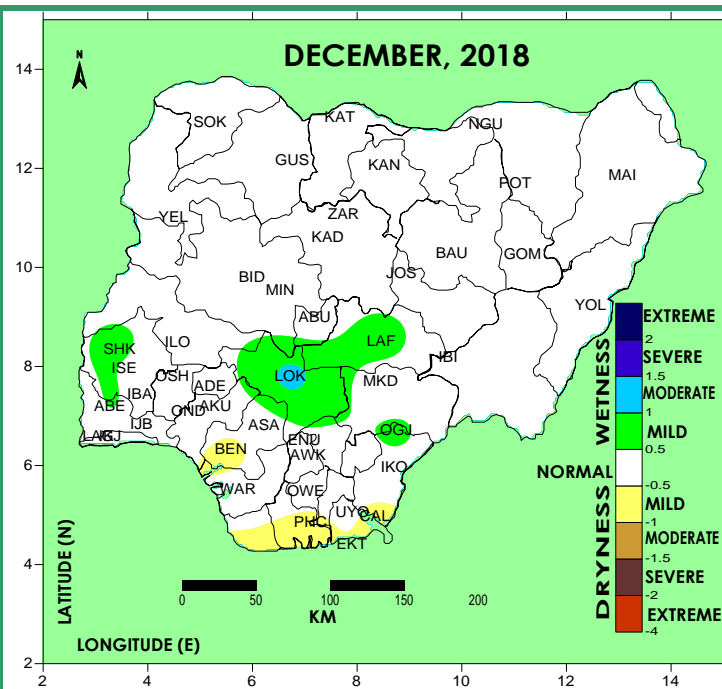 DECEMBER, 2018
N
14
12
10
8
6
4
2
2
4
6
8
10
12
14
LATITUDE (N)
LONGITUDE (E)
SOK
KAT
NGU
GUS
KAN
POT
MAI
YEL
ZAR
KAD
BAU
GOM
JOS
BID
MIN
YOL
ABU
SHK
ILO
LAF
ISE
IBI
OSH
LOK
MKD
ADE
IBA
ABE
OND
AKU
IJB
ASA
OGJ
LAG
IKJ
ENU
BEN
AWK
IKO
WAR
OWE
UYO
CAL
PHC
EKT
0
50
100
150
200
KM
WETNESS
DRYNESS
EXTREME
2
SEVERE
1.5
MODERATE
1
MILD
0.5
NORMAL
-0.5
MILD
-1
MODERATE
-1.5
SEVERE
-2
EXTREME
-4